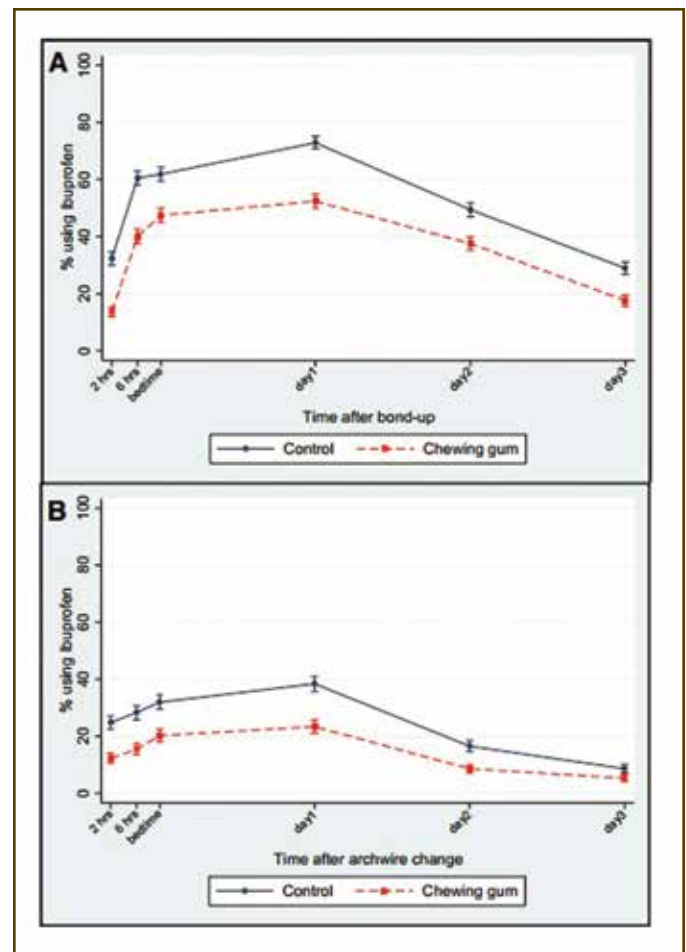 A
% using Ibuprofen
100
80
60
40
20
0
2 hrs
6 hrs
bedtime
day1
day2
day3
Time after bond-up
Control
Chewing gum
B
% using Ibuprofen
100
80
60
40
20
0
2 hrs
6 hrs
bedtime
day1
day2
day3
Time after archwire change
Control
Chewing gum